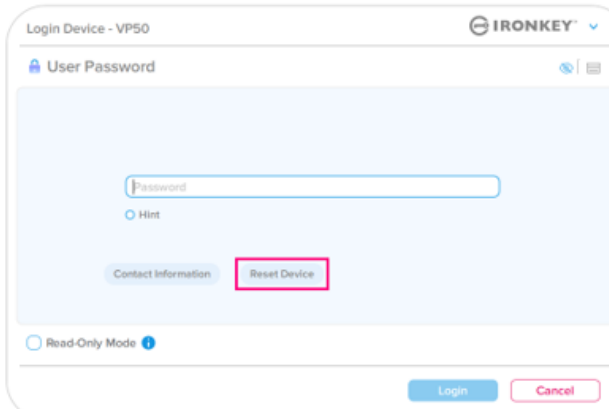 Login Device - VP50
IRONKEY
User Password
Password
Hint
Contact Information
Reset Device
Read-Only Mode
Login
Cancel